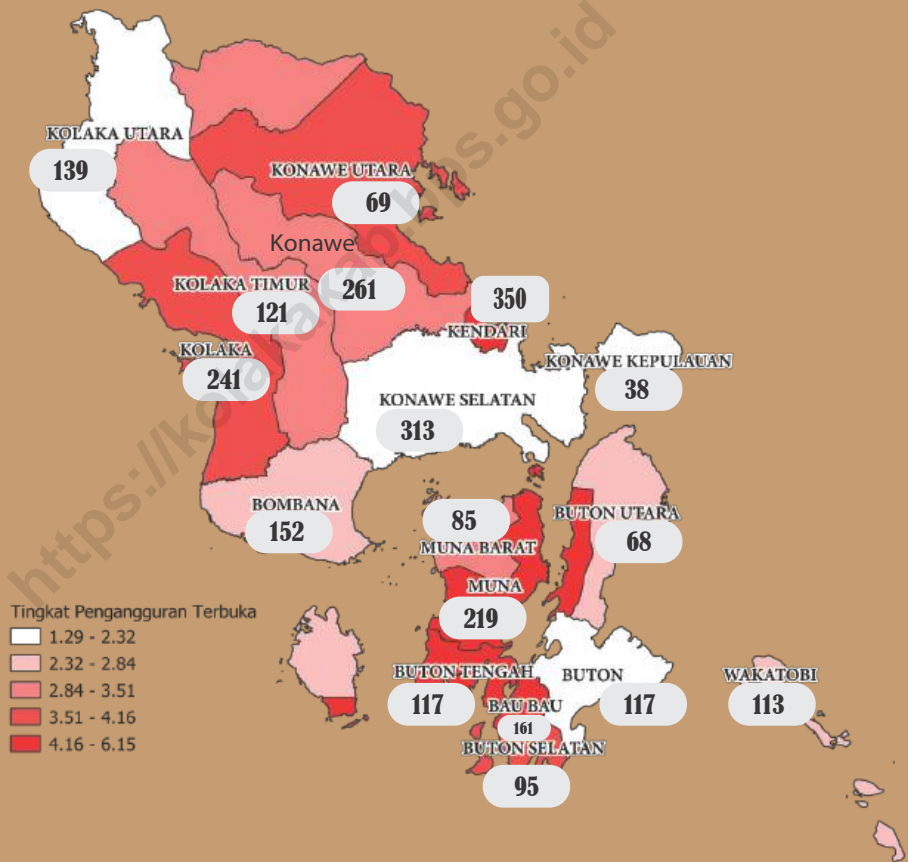 https://kolakakab.bps.go.id
KOLAKA UTARA
139
KONAWE UTARA
69
Konawe
261
KOLAKA TIMUR
121
350
KENDARI
KOLAKA
241
KONAWE KEPULAUAN
38
KONAWE SELATAN
313
BOMBANA
152
85
MUNA BARAT
BUTON UTARA
68
MUNA
219
Tingkat Pengangguran Terbuka
1.29 - 2.32
2.32 - 2.84
2.84 - 3.51
3.51 - 4.16
4.16 - 6.15
BUTON TENGAH
117
BUTON
117
WAKATOBI
113
BAU BAU
161
BUTON SELATAN
95